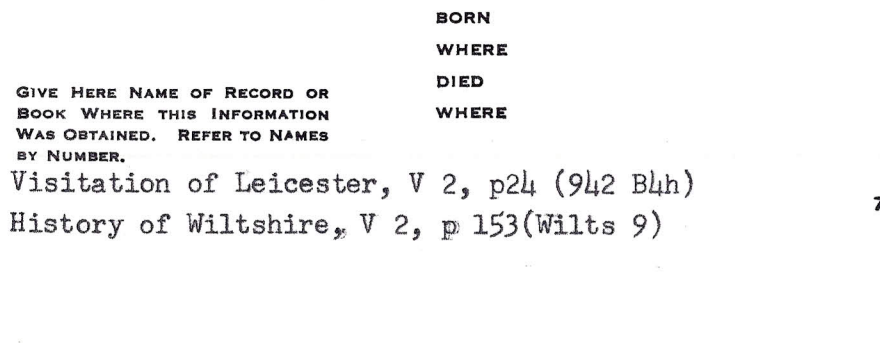 BORN
WHERE
DIED
WHERE
GIVE HERE NAME OF RECORD OR
BOOK WHERE THIS INFORMATION
WAS OBTAINED. REFER TO NAMES
BY NUMBER.
Visitation of Leicester, V 2, p24 (942 B4h)
History of Wiltshire, V 2, p 153(Wilts 9)
7